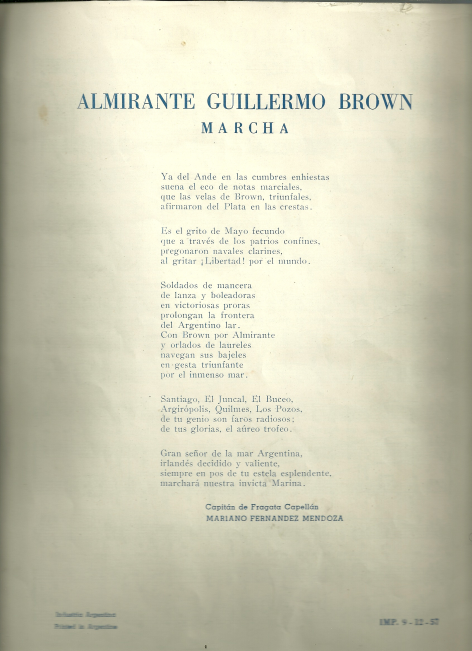 ALMIRANTE GUILLERMO BROWN
MARCHA
Ya del Ande en las cumbres enhiestas
suena el eco de notas marciales,
que las velas de Brown, triunfales,
afirmaron del Plata en las crestas.
Es el grito de Mayo fecundo
que a través de los patrios confines,
pregonaron navales clarines,
al gritar ¡Libertad! por el mundo.
Soldados de mancera
de lanza y boleadoras
en victoriosas proras
prolongan la frontera
del Argentino lar.
Con Brown por Almirante
y orlados de laureles
navegan sus bajeles
en gesta triunfante
por el inmenso mar.
Santiago, El Juncal, El Buceo,
Argirópolis, Quilmes, Los Pozos,
de tu genio son faros radiosos;
de tus glorias, el aúreo trofeo.
Gran señor de la mar Argentina,
irlandés decidido y valiente,
siempre en pos de tu estela esplendente,
marchará nuestra invicta Marina.
Capitán de Fragata Capellán
MARIANO FERNANDEZ MENDOZA
Industria Argentina
Printed in Argentine
IMP. 9 - 12 - 57